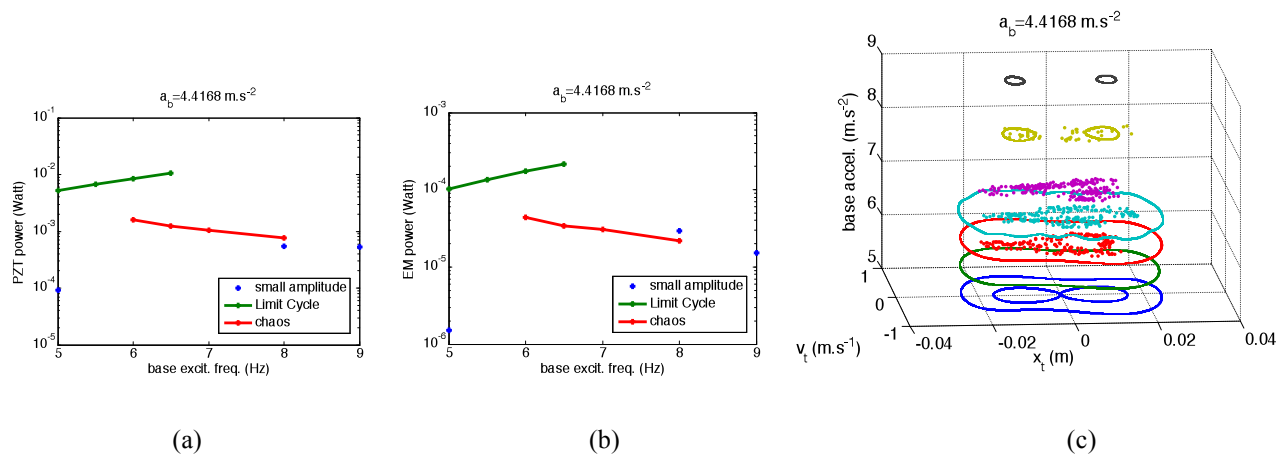 a_b=4.4168 m.s^-2
10^-1
10^-2
10^-3
10^-4
10^-5
PZT power (Watt)
5 6 7 8 9
base excit. freq. (Hz)
small amplitude
Limit Cycle
chaos
(a)
a_b=4.4168 m.s^-2
10^-3
10^-4
10^-5
10^-6
EM power (Watt)
5 6 7 8 9
base excit. freq. (Hz)
small amplitude
Limit Cycle
chaos
(b)
a_b=4.4168 m.s^-2
9
8
7
6
5
base accel. (m.s^-2)
1
0
-1
v_t (m.s^-1)
-0.04 -0.02 0 0.02 0.04
x_t (m)
(c)